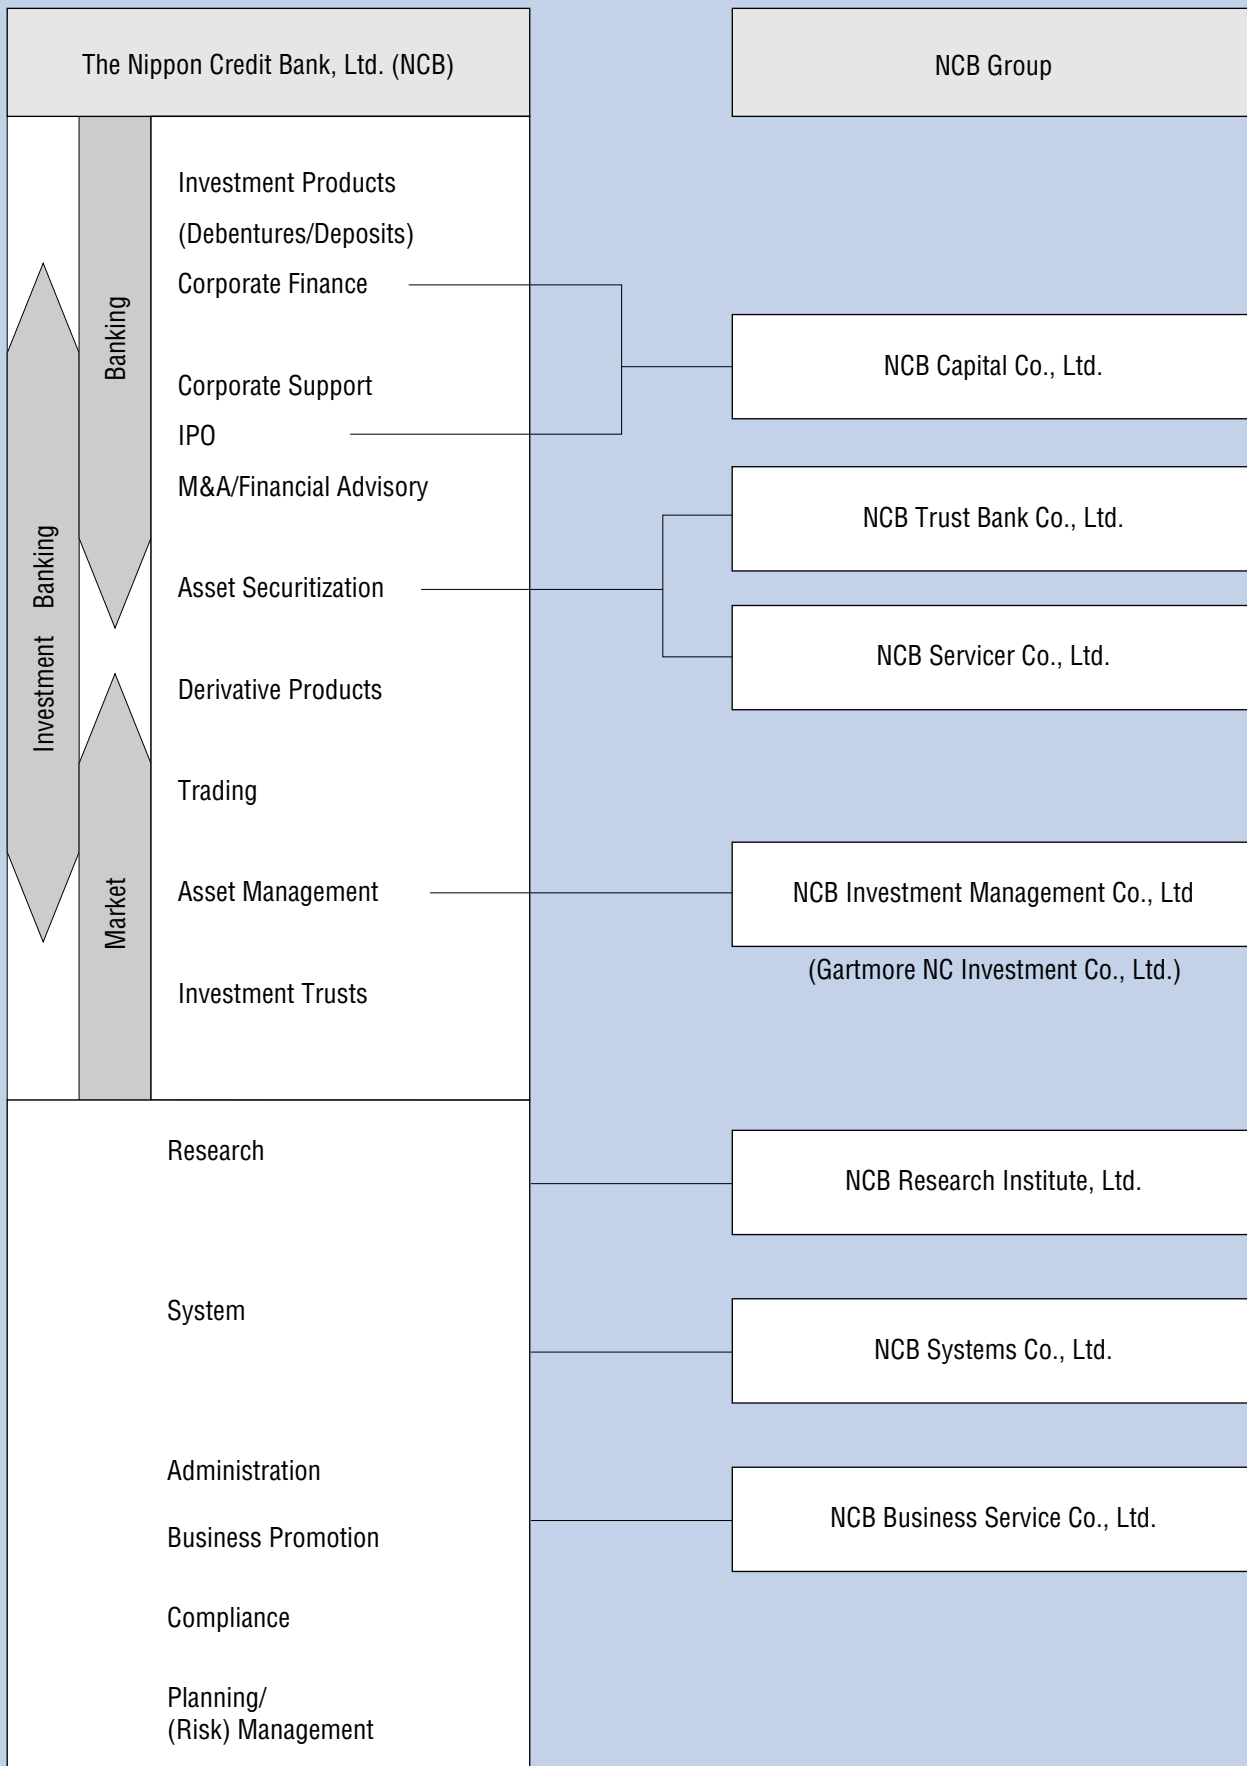 The Nippon Credit Bank, Ltd. (NCB)
NCB Group
Banking
Investment Banking
Market
Investment Products
(Debentures/Deposits)
Corporate Finance
Corporate Support
IPO
M&A/Financial Advisory
Asset Securitization
Derivative Products
Trading
Asset Management
Investment Trusts
NCB Capital Co., Ltd.
NCB Trust Bank Co., Ltd.
NCB Servicer Co., Ltd.
NCB Investment Management Co., Ltd
(Gartmore NC Investment Co., Ltd.)
Research
System
Administration
Business Promotion
Compliance
Planning/
(Risk) Management
NCB Research Institute, Ltd.
NCB Systems Co., Ltd.
NCB Business Service Co., Ltd.